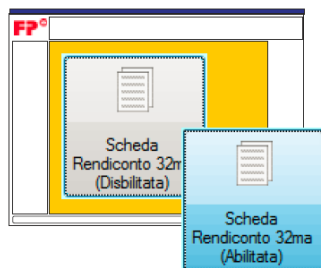 FP©
Scheda
Rendiconto 32m
(Disbilitata)
Scheda
Rendiconto 32ma
(Abilitata)